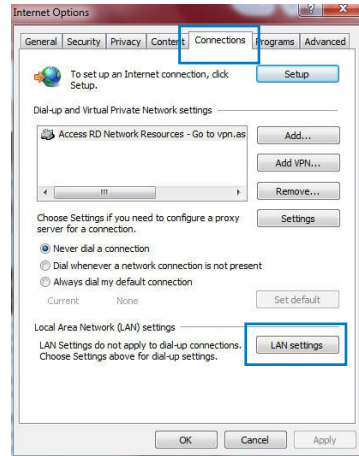 Internet Options
General Security Privacy Content Connections Programs Advanced
To set up an Internet connection, click
Setup.
Setup
Dial-up and Virtual Private Network settings
Access RD Network Resources - Go to vpn.as
Add...
Add VPN...
Remove...
Choose Settings if you need to configure a proxy
server for a connection.
Settings
Never dial a connection
Dial whenever a network connection is not present
Always dial my default connection
Current None
Set default
Local Area Network (LAN) settings
LAN Settings do not apply to dial-up connections.
Choose Settings above for dial-up settings.
LAN settings
OK Cancel Apply